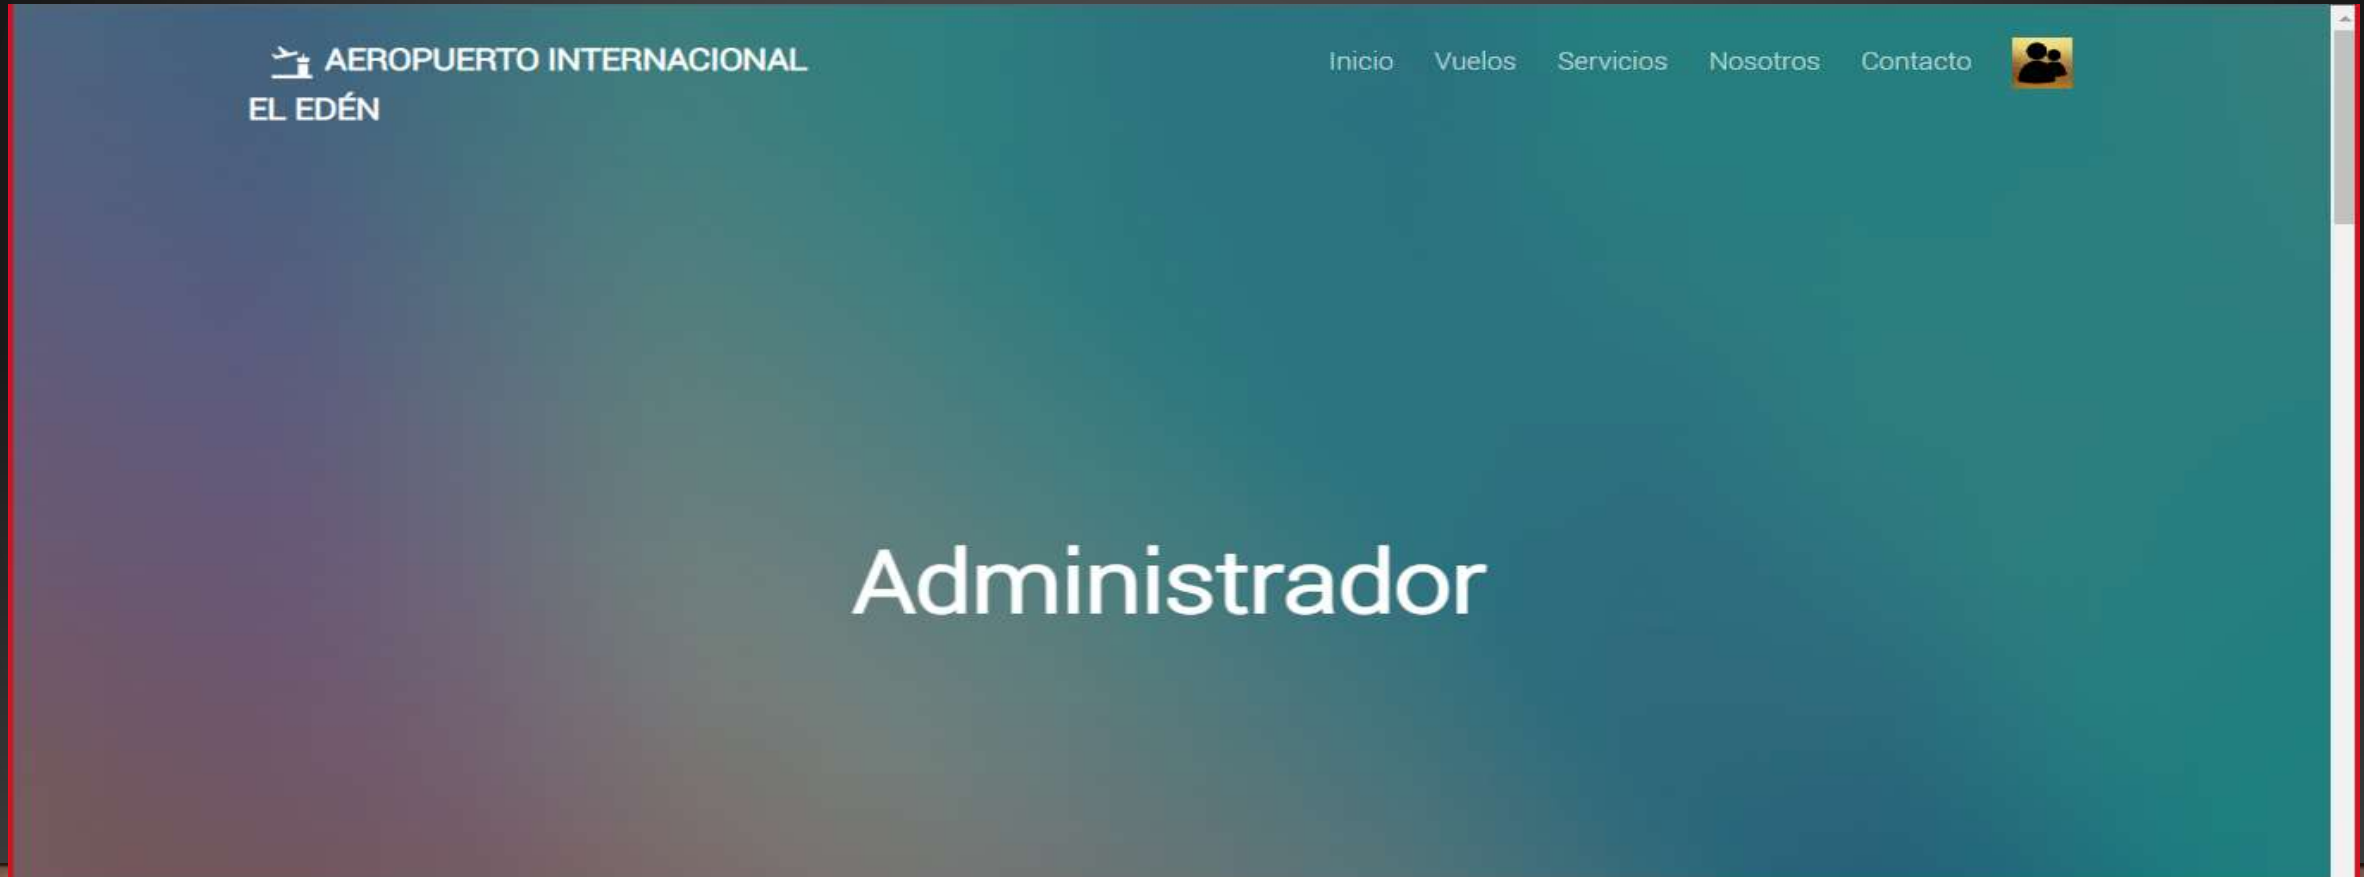 AEROPUERTO INTERNACIONAL
EL EDÉN
Inicio Vuelos Servicios Nosotros Contacto
Administrador